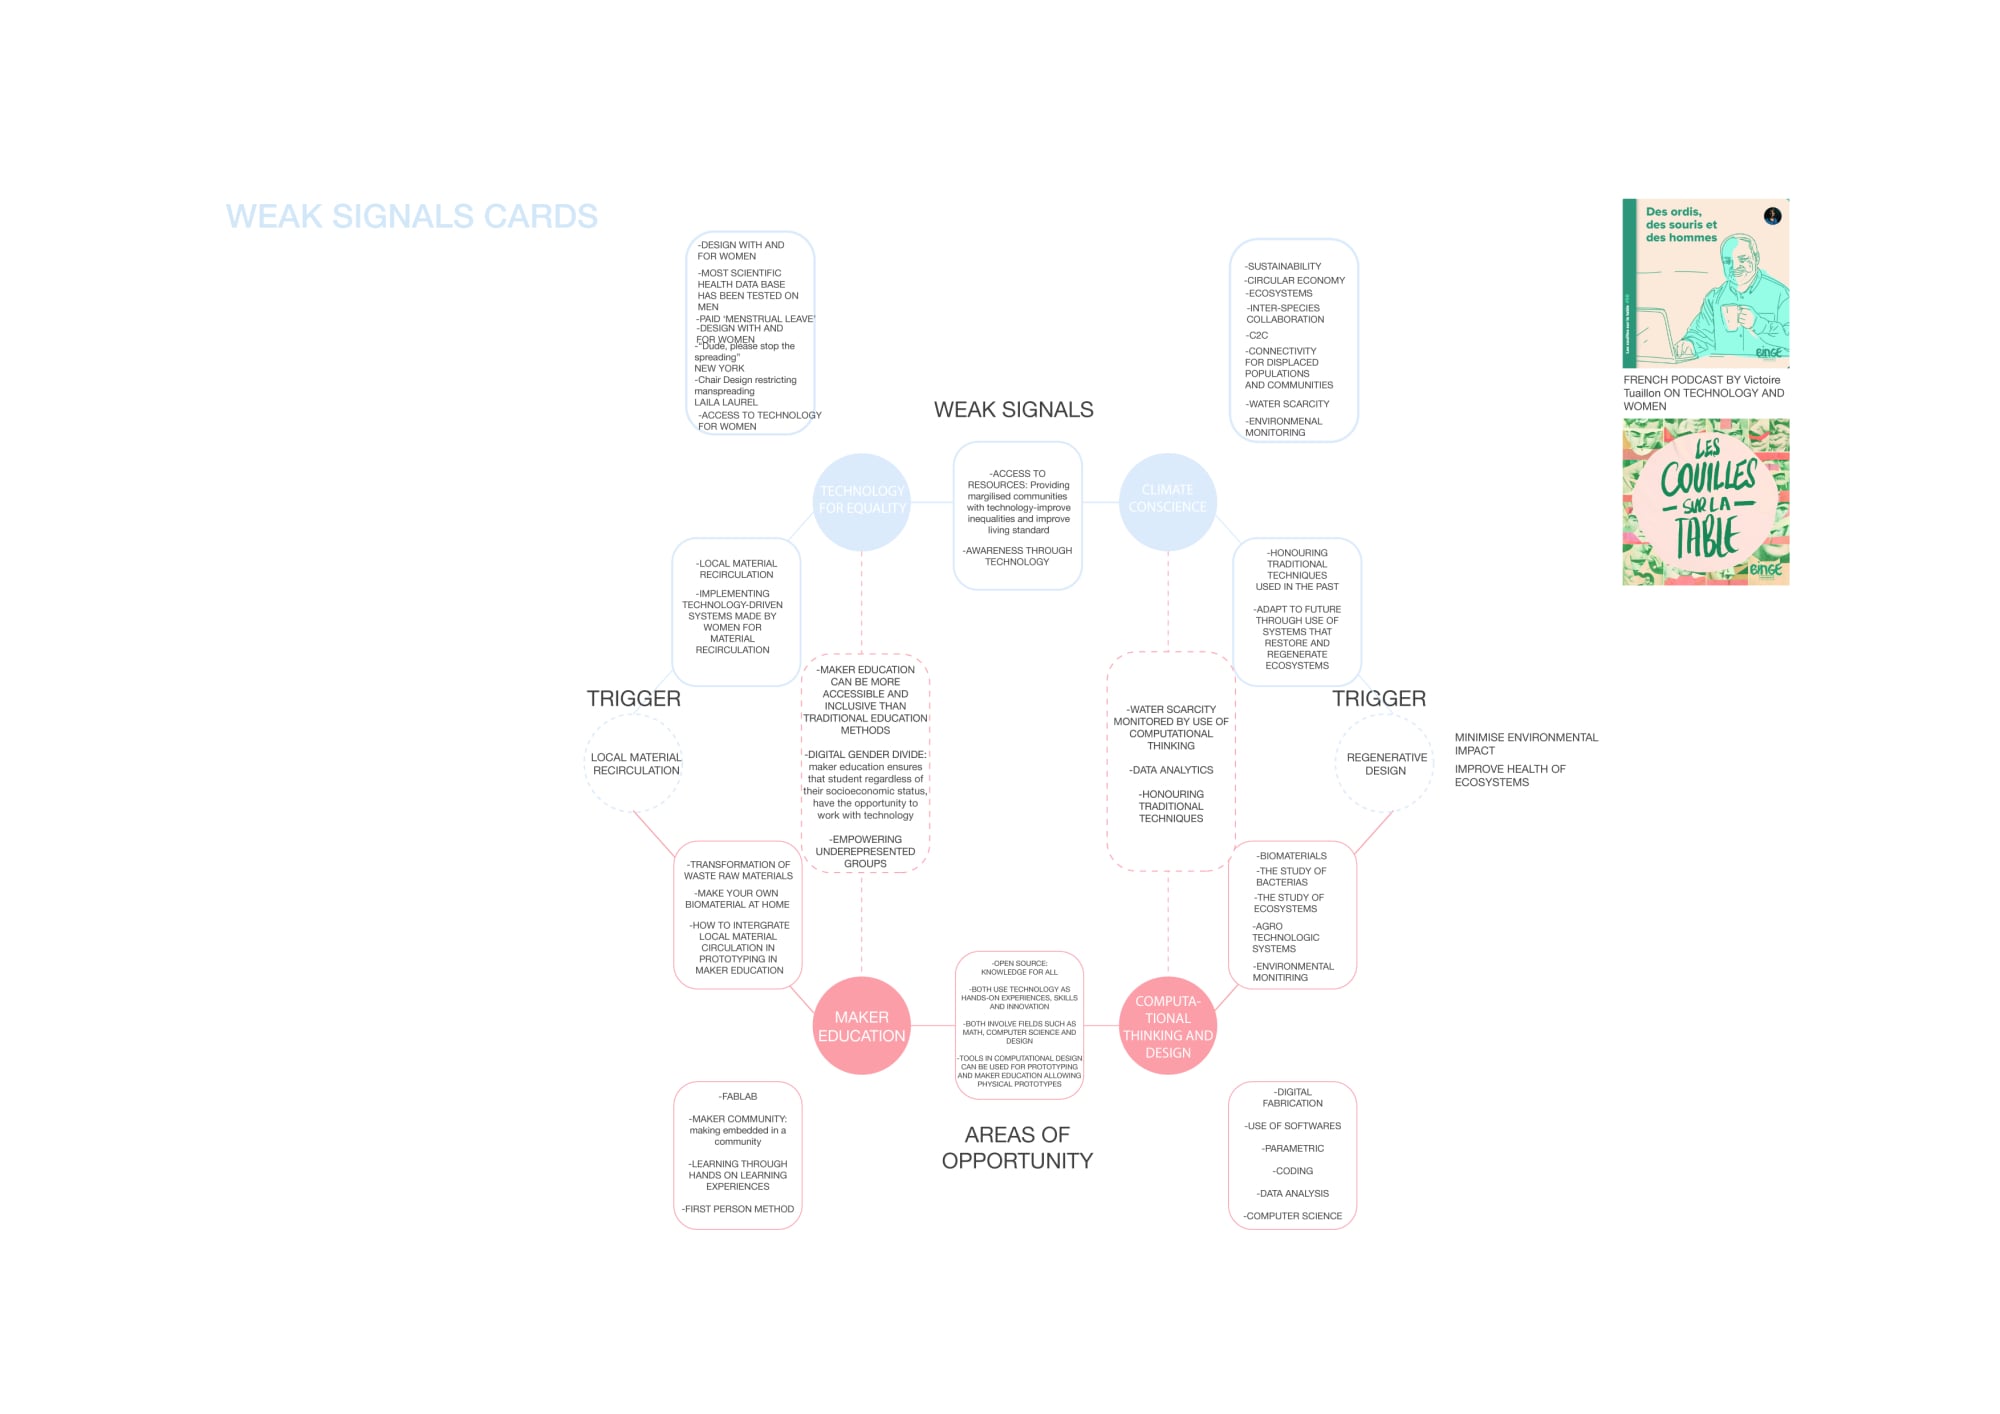 WEAK SIGNALS CARDS
-DESIGN WITH AND
FOR WOMEN
-MOST SCIENTIFIC
HEALTH DATA BASE
HAS BEEN TESTED ON
MEN
-PAID ‘MENSTRUAL LEAVE’
-DESIGN WITH AND
FOR WOMEN
-“Dude, please stop the
spreading”
NEW YORK
-Chair Design restricting
manspreading
LAILA LAUREL
-ACCESS TO TECHNOLOGY
FOR WOMEN
-SUSTAINABILITY
-CIRCULAR ECONOMY
-ECOSYSTEMS
-INTER-SPECIES
COLLABORATION
-C2C
-CONNECTIVITY
FOR DISPLACED
POPULATIONS
AND COMMUNITIES
-WATER SCARCITY
-ENVIRONMENAL
MONITORING
Des ordis,
des souris et
des hommes
Les couilles sur la table
BINGE
FRENCH PODCAST BY Victoire
Tuaillon ON TECHNOLOGY AND
WOMEN
LES
COUILLES
SUR LA
TABLE
BINGE
WEAK SIGNALS
TECHNOLOGY
FOR EQUALITY
-ACCESS TO
RESOURCES: Providing
margilised communities
with technology-improve
inequalities and improve
living standard
-AWARENESS THROUGH
TECHNOLOGY
CLIMATE
CONSCIENCE
-LOCAL MATERIAL
RECIRCULATION
-IMPLEMENTING
TECHNOLOGY-DRIVEN
SYSTEMS MADE BY
WOMEN FOR
MATERIAL
RECIRCULATION
-HONOURING
TRADITIONAL
TECHNIQUES
USED IN THE PAST
-ADAPT TO FUTURE
THROUGH USE OF
SYSTEMS THAT
RESTORE AND
REGENERATE
ECOSYSTEMS
TRIGGER
LOCAL MATERIAL
RECIRCULATION
-MAKER EDUCATION
CAN BE MORE
ACCESSIBLE AND
INCLUSIVE THAN
TRADITIONAL EDUCATION
METHODS
-DIGITAL GENDER DIVIDE:
maker education ensures
that student regardless of
their socioeconomic status,
have the opportunity to
work with technology
-EMPOWERING
UNDEREPRESENTED
GROUPS
-WATER SCARCITY
MONITORED BY USE OF
COMPUTATIONAL
THINKING
-DATA ANALYTICS
-HONOURING
TRADITIONAL
TECHNIQUES
TRIGGER
REGENERATIVE
DESIGN
MINIMISE ENVIRONMENTAL
IMPACT
IMPROVE HEALTH OF
ECOSYSTEMS
-TRANSFORMATION OF
WASTE RAW MATERIALS
-MAKE YOUR OWN
BIOMATERIAL AT HOME
-HOW TO INTERGRATE
LOCAL MATERIAL
CIRCULATION IN
PROTOTYPING IN
MAKER EDUCATION
-BIOMATERIALS
-THE STUDY OF
BACTERIAS
-THE STUDY OF
ECOSYSTEMS
-AGRO
TECHNOLOGIC
SYSTEMS
-ENVIRONMENTAL
MONITIRING
MAKER
EDUCATION
-OPEN SOURCE:
KNOWLEDGE FOR ALL
-BOTH USE TECHNOLOGY AS
HANDS-ON EXPERIENCES, SKILLS
AND INNOVATION
-BOTH INVOLVE FIELDS SUCH AS
MATH, COMPUTER SCIENCE AND
DESIGN
-TOOLS IN COMPUTATIONAL DESIGN
CAN BE USED FOR PROTOTYPING
AND MAKER EDUCATION ALLOWING
PHYSICAL PROTOTYPES
COMPUTA-
TIONAL
THINKING AND
DESIGN
-FABLAB
-MAKER COMMUNITY:
making embedded in a
community
-LEARNING THROUGH
HANDS ON LEARNING
EXPERIENCES
-FIRST PERSON METHOD
AREAS OF
OPPORTUNITY
-DIGITAL
FABRICATION
-USE OF SOFTWARES
-PARAMETRIC
-CODING
-DATA ANALYSIS
-COMPUTER SCIENCE